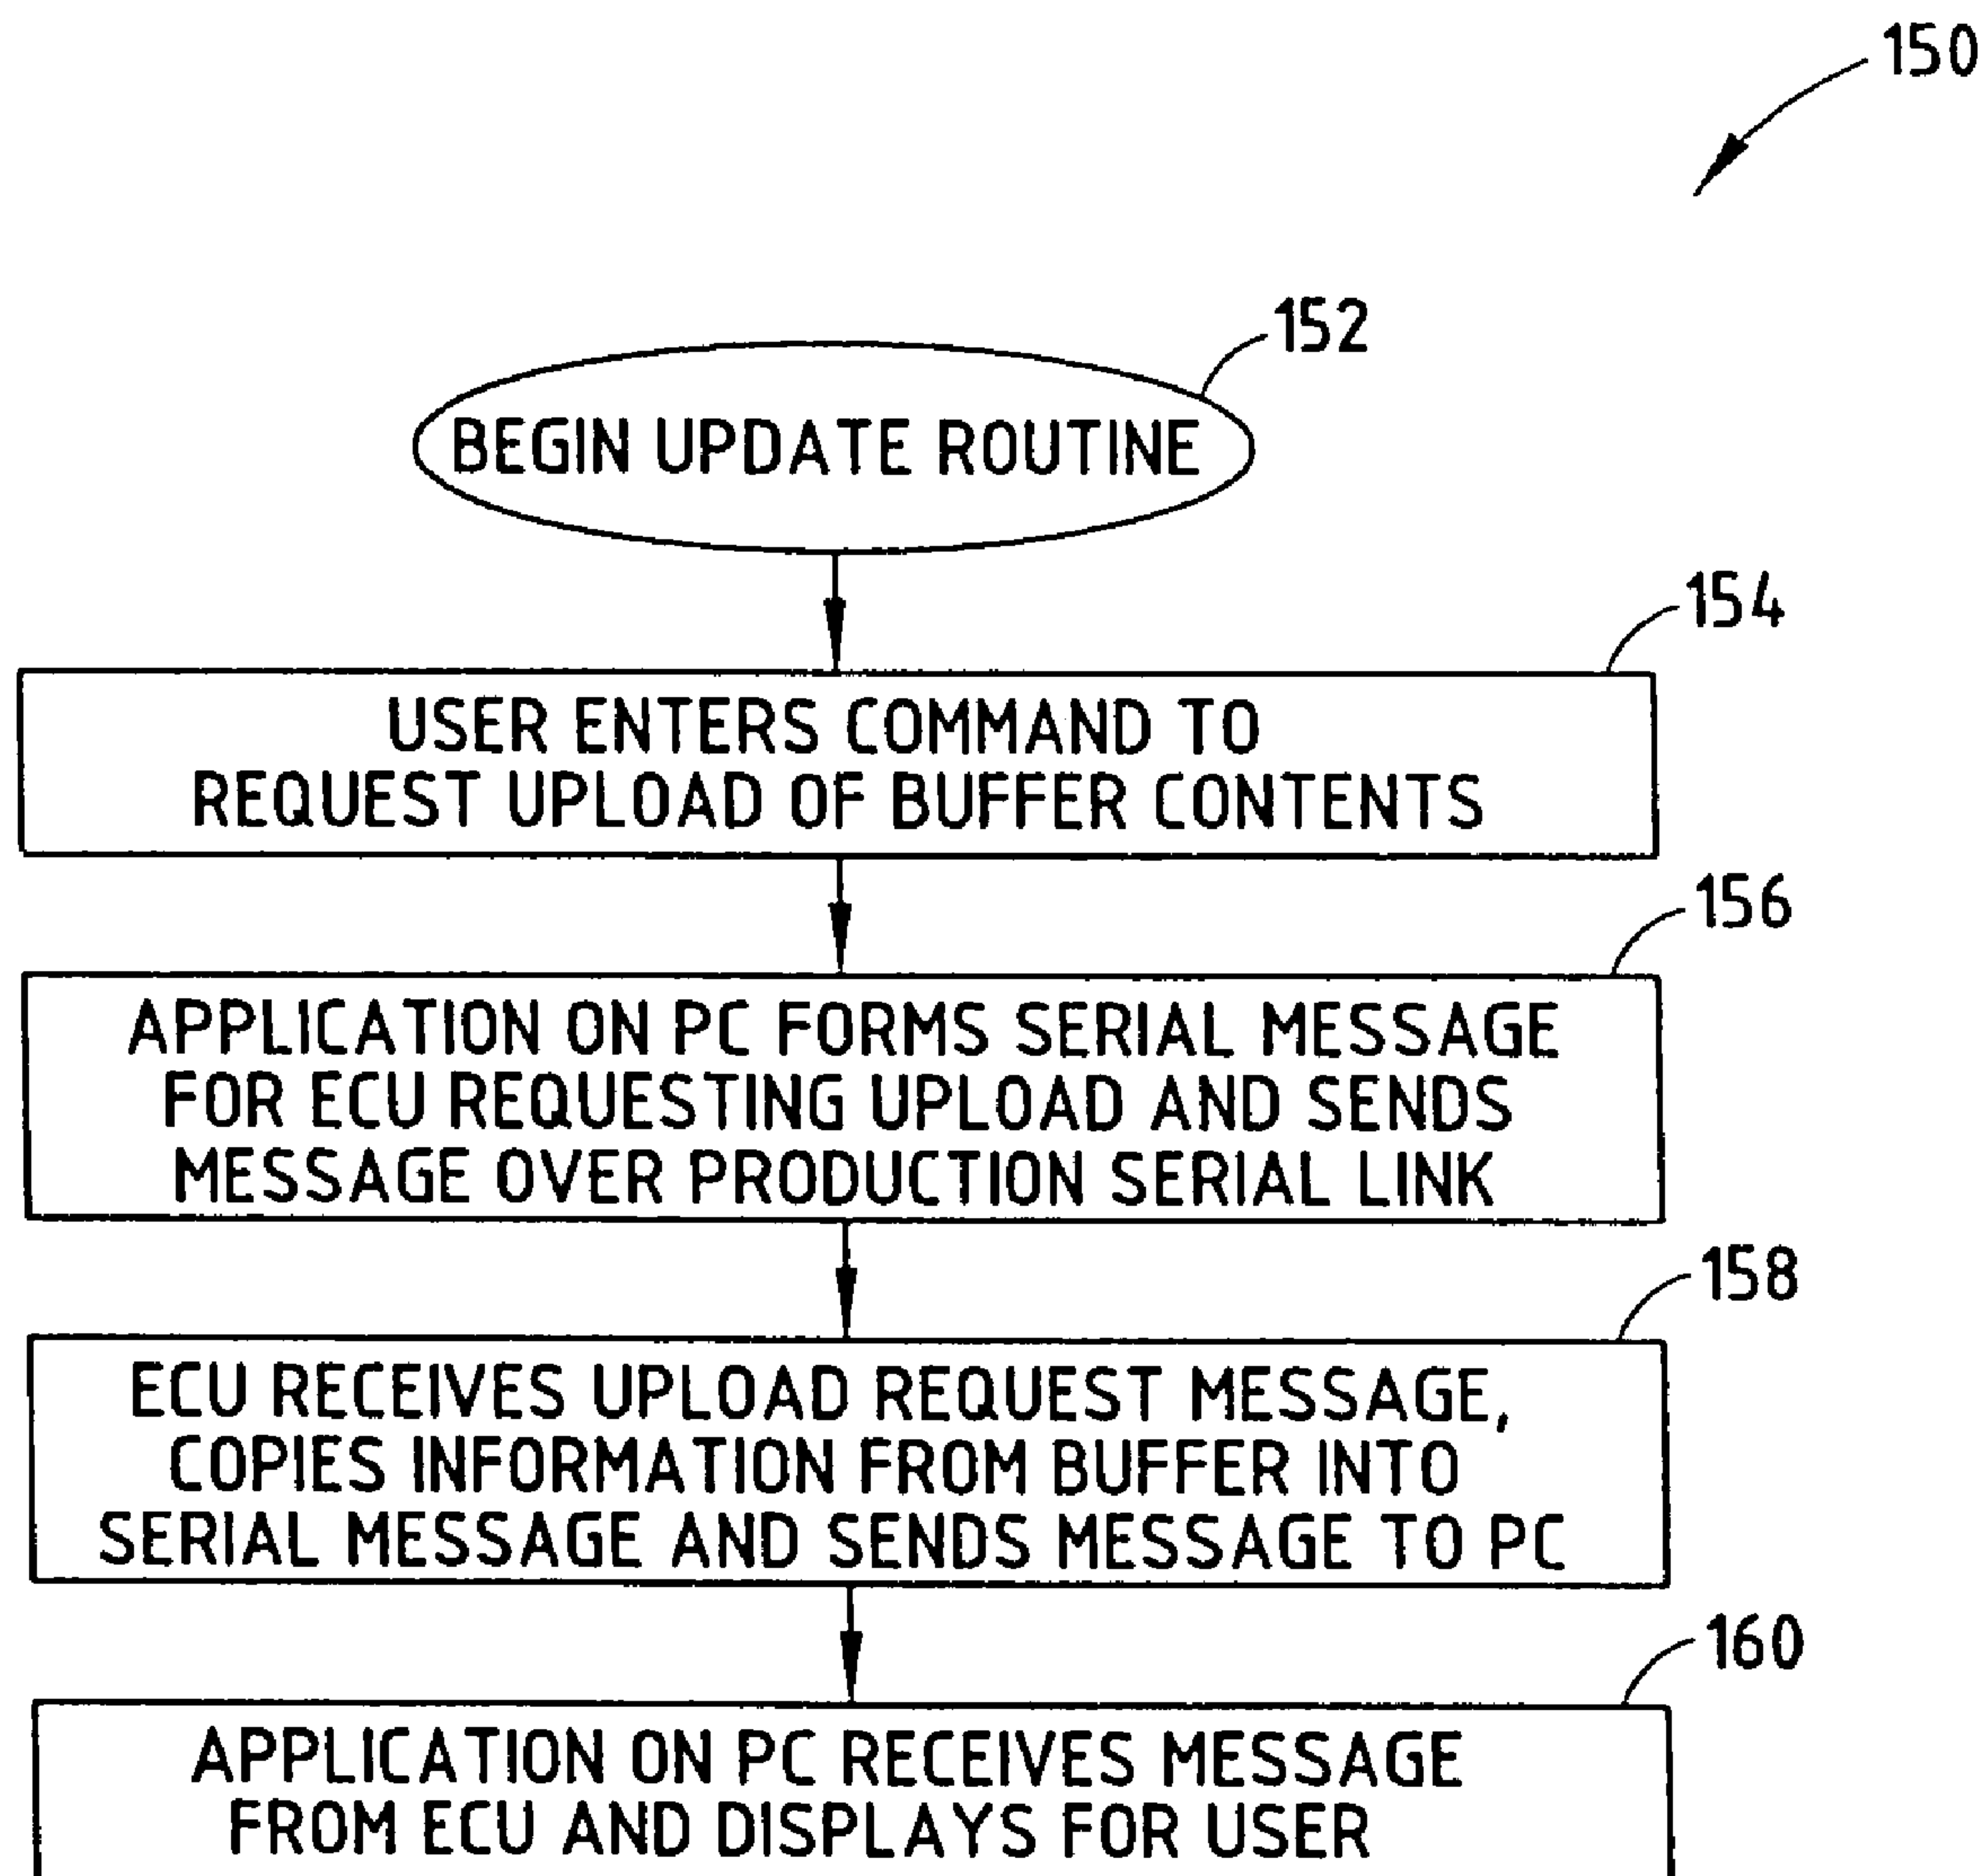 150
152
BEGIN UPDATE ROUTINE
154
USER ENTERS COMMAND TO
REQUEST UPLOAD OF BUFFER CONTENTS
156
APPLICATION ON PC FORMS SERIAL MESSAGE
FOR ECU REQUESTING UPLOAD AND SENDS
MESSAGE OVER PRODUCTION SERIAL LINK
158
ECU RECEIVES UPLOAD REQUEST MESSAGE,
COPIES INFORMATION FROM BUFFER INTO
SERIAL MESSAGE AND SENDS MESSAGE TO PC
160
APPLICATION ON PC RECEIVES MESSAGE
FROM ECU AND DISPLAYS FOR USER